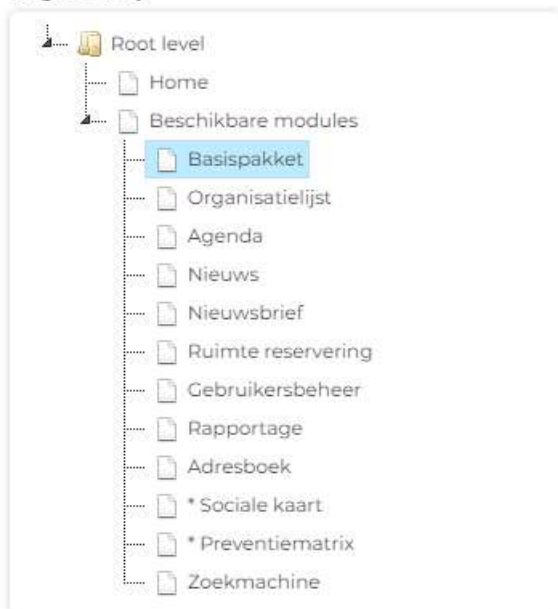 Root level
Home
Beschikbare modules
Basispakket
Organisatielijst
Agenda
Nieuws
Nieuwsbrief
Ruimte reservering
Gebruikersbeheer
Rapportage
Adresboek
* Sociale kaart
* Preventiematrix
Zoekmachine